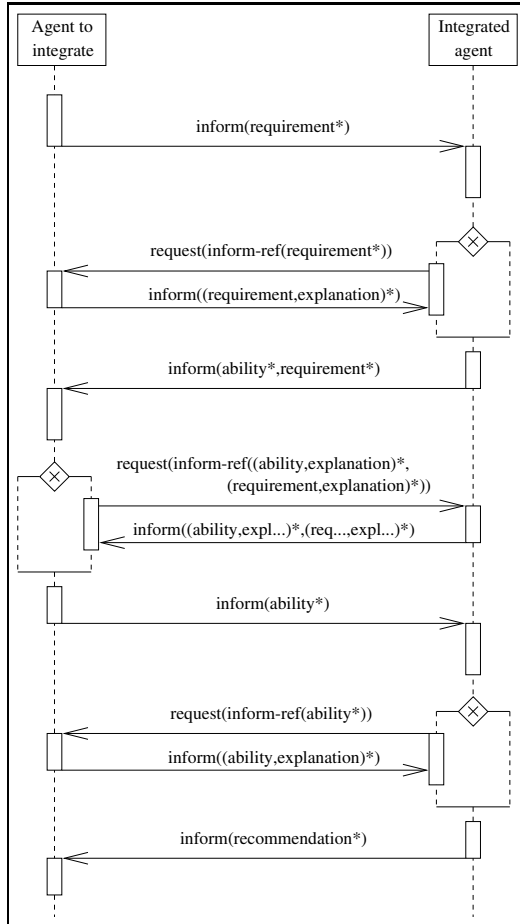 Agent to
integrate
Integrated
agent
inform(requirement*)
request(inform-ref(requirement*))
inform((requirement,explanation)*)
inform(ability*,requirement*)
request(inform-ref((ability,explanation)*,
(requirement,explanation)*))
inform((ability,expl...)*,(req...,expl...)*)
inform(ability*)
request(inform-ref(ability*))
inform((ability,explanation)*)
inform(recommendation*)